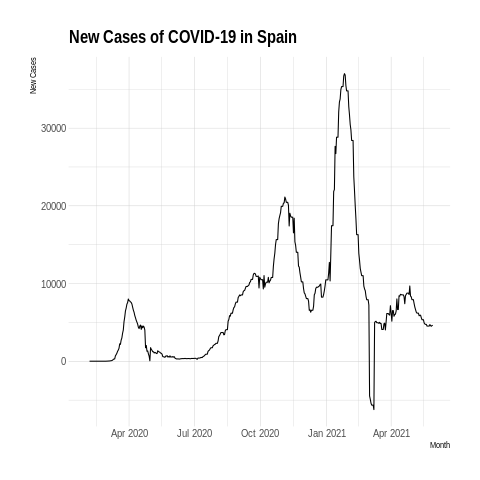 New Cases of COVID-19 in Spain
New Cases
30000
20000
10000
0
Apr 2020 Jul 2020 Oct 2020 Jan 2021 Apr 2021
Month